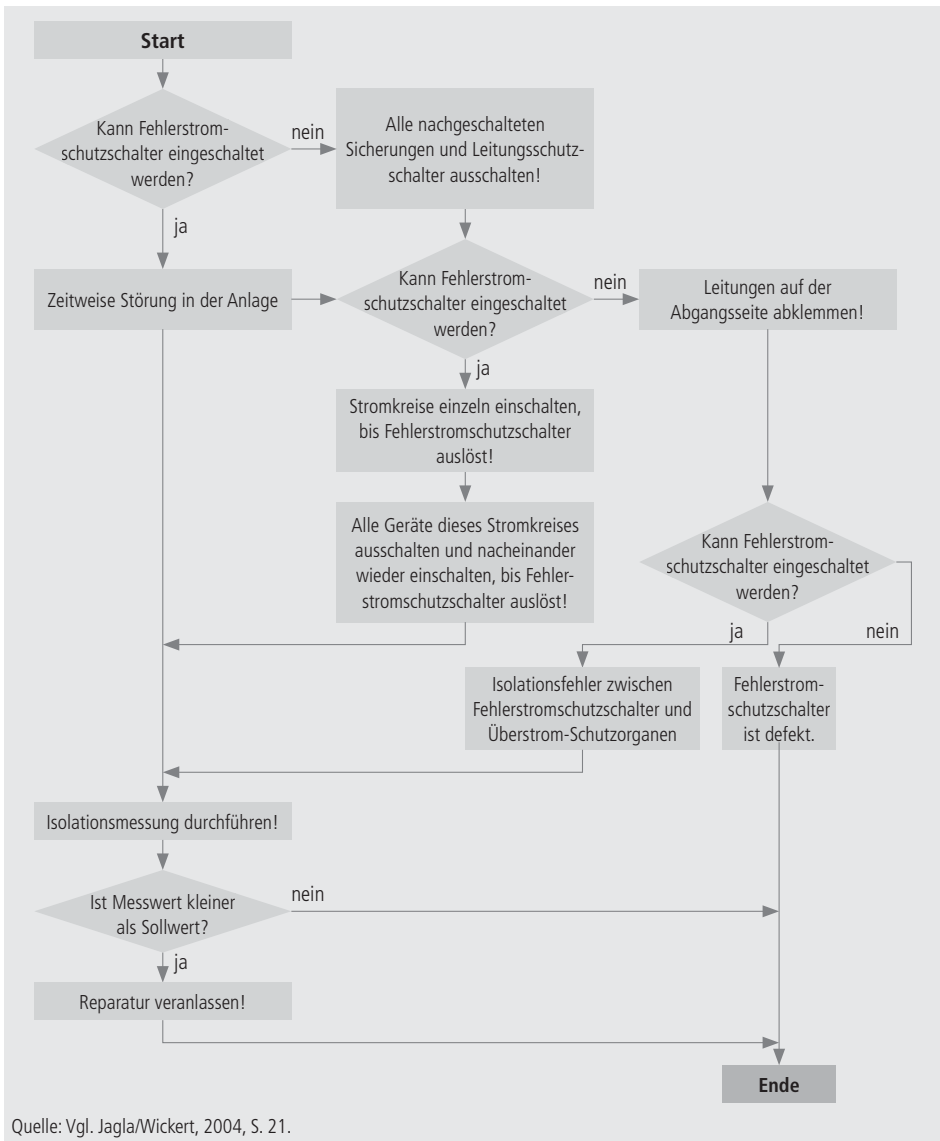 Start
Kann Fehlerstrom-
schutzschalter eingeschaltet
werden?
nein
Alle nachgeschalteten
Sicherungen und Leitungsschutz-
schalter ausschalten!
ja
Zeitweise Störung in der Anlage
Kann Fehlerstrom-
schutzschalter eingeschaltet
werden?
nein
Leitungen auf der
Abgangsseite abklemmen!
ja
Stromkreise einzeln einschalten,
bis Fehlerstromschutzschalter
auslöst!
Alle Geräte dieses Stromkreises
ausschalten und nacheinander
wieder einschalten, bis Fehler-
stromschutzschalter auslöst!
Kann Fehlerstrom-
schutzschalter eingeschaltet
werden?
ja
nein
Isolationsfehler zwischen
Fehlerstromschutzschalter und
Überstrom-Schutzorganen
Fehlerstrom-
schutzschalter
ist defekt.
Isolationsmessung durchführen!
Ist Messwert kleiner
als Sollwert?
nein
ja
Reparatur veranlassen!
Ende
Quelle: Vgl. Jagla/Wickert, 2004, S. 21.